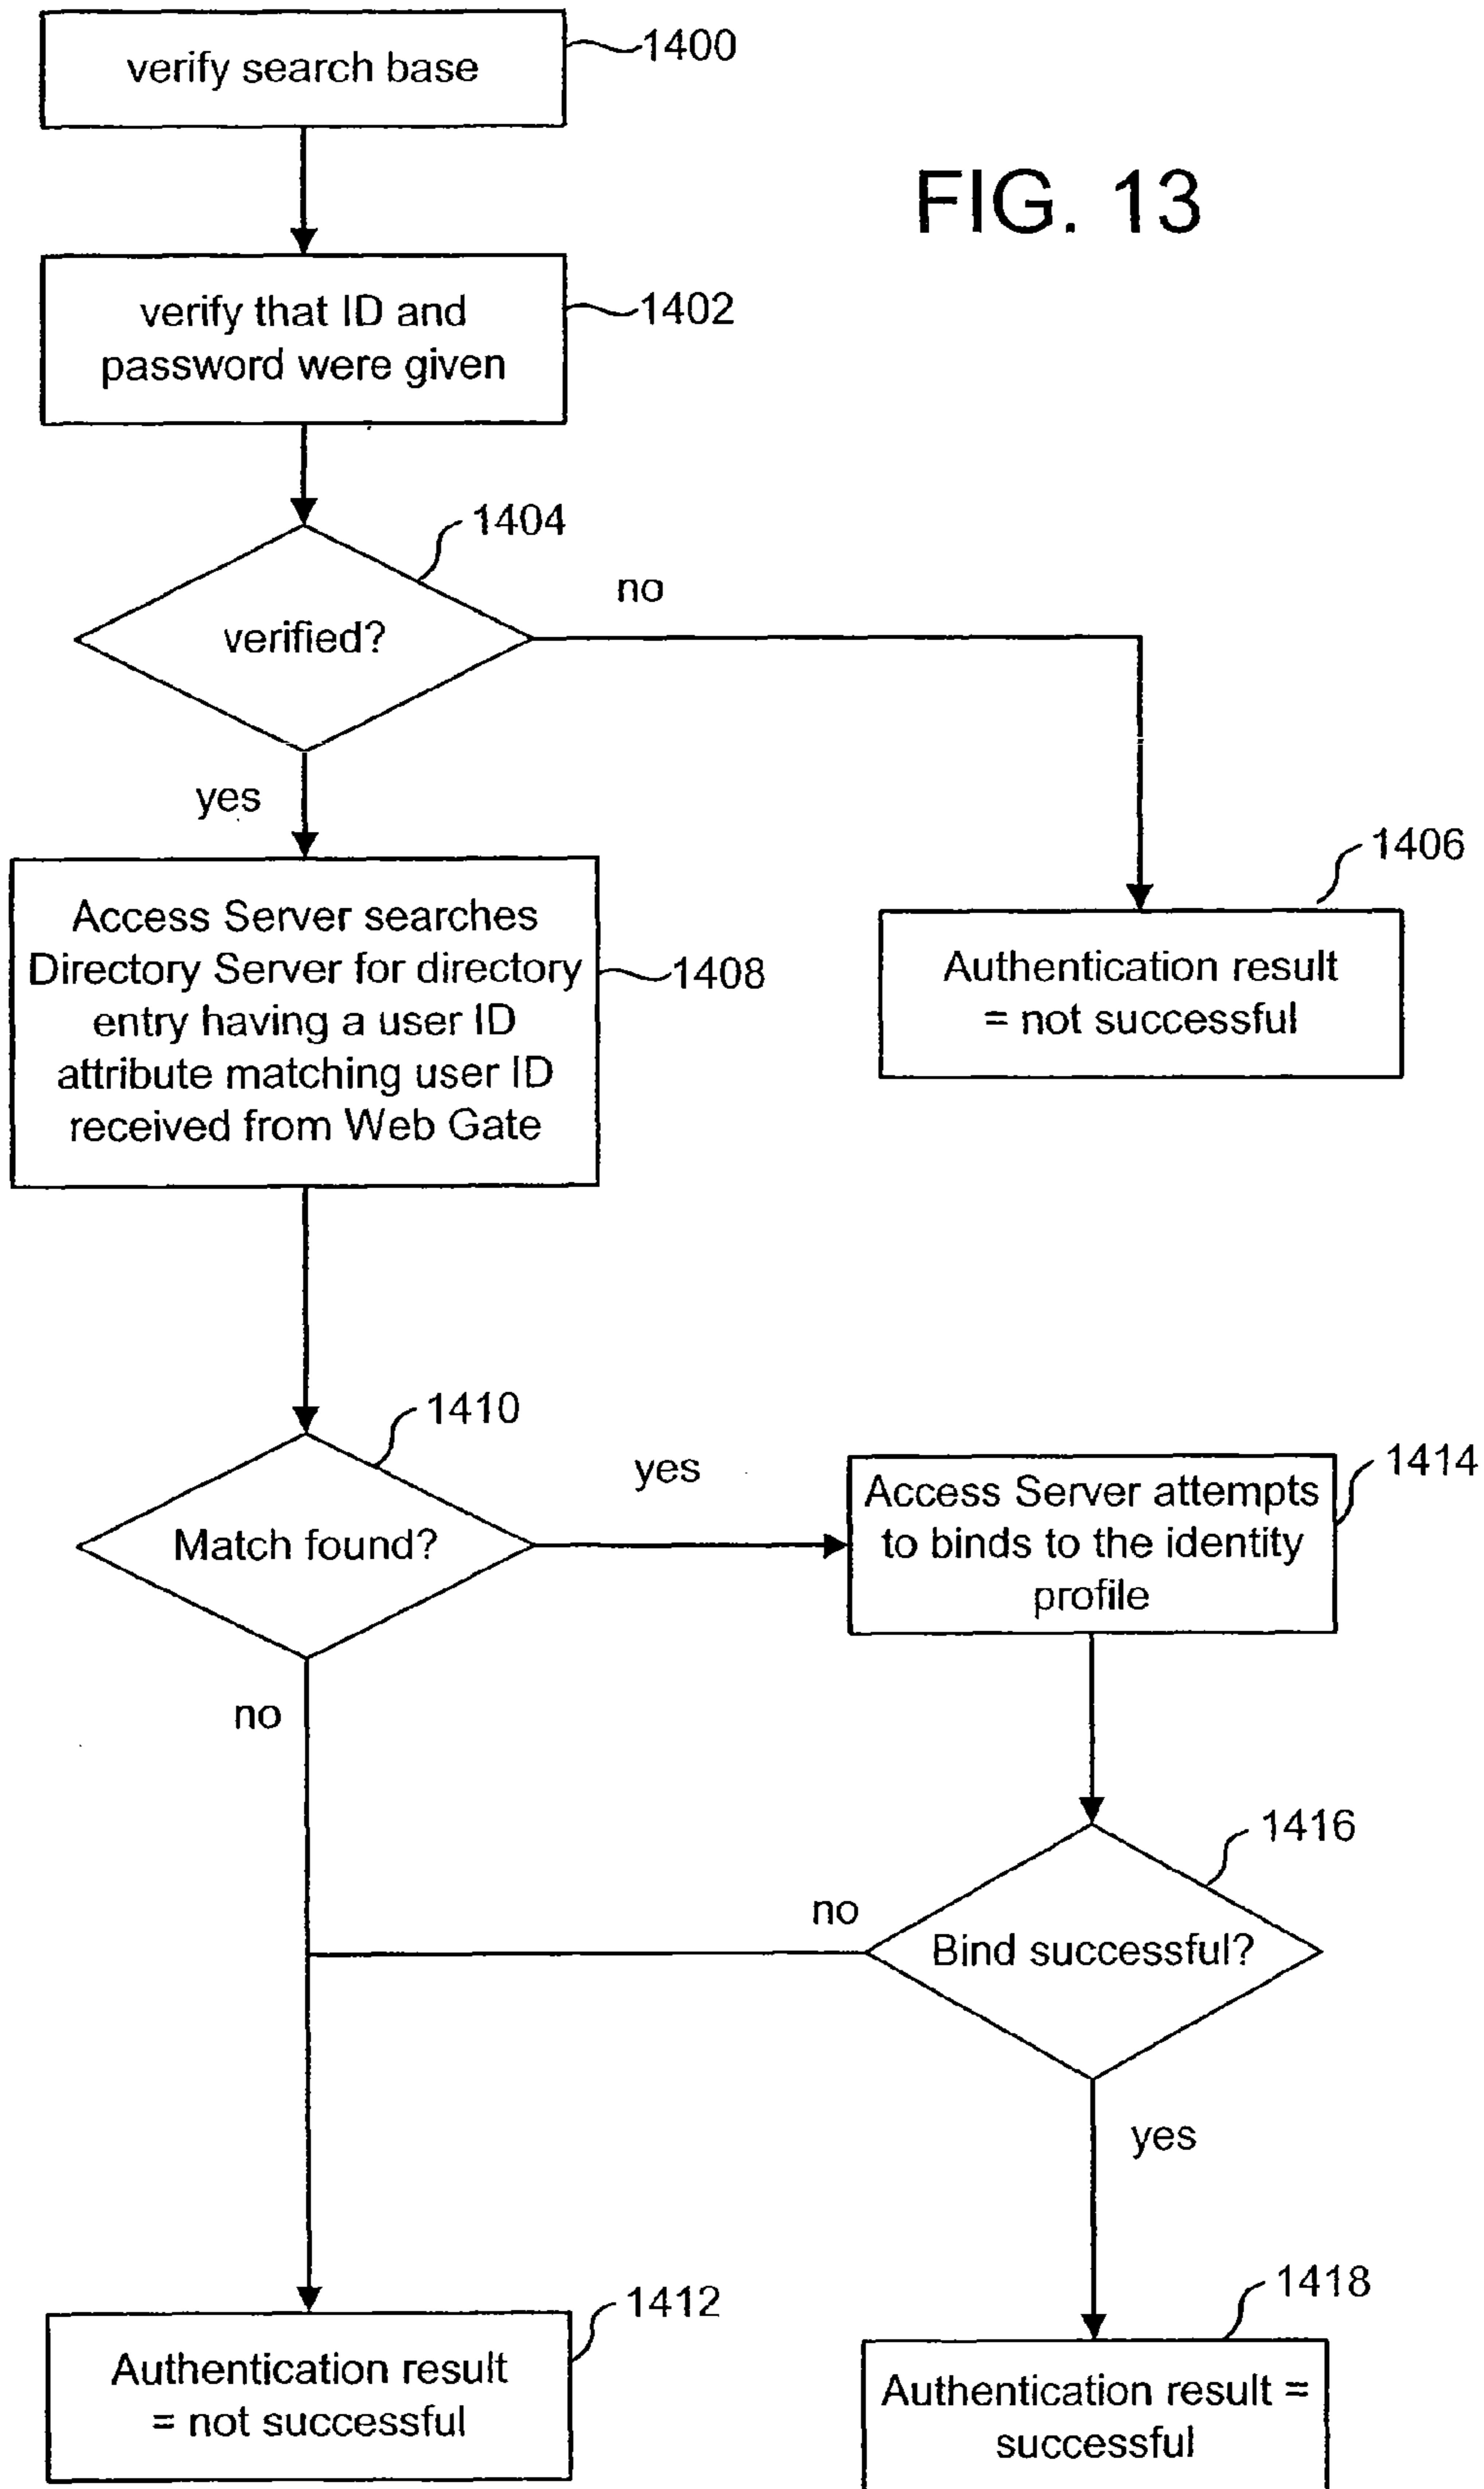 verify search base
1400
FIG. 13
verify that ID and
password were given
1402
1404
verified?
no
yes
1406
Authentication result
= not successful
Access Server searches
Directory Server for directory
entry having a user ID
attribute matching user ID
received from Web Gate
1408
1410
Match found?
yes
no
1414
Access Server attempts
to binds to the identity
profile
1416
Bind successful?
no
yes
1412
Authentication result
= not successful
1418
Authentication result =
successful